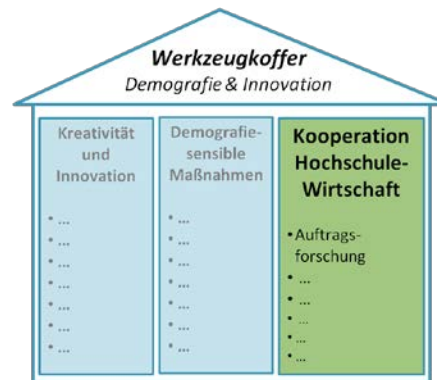 Werkzeugkoffer
Demografie & Innovation
Kreativität
und
Innovation
• ...
• ...
• ...
• ...
• ...
• ...
• ...
Demografie-
sensible
Maßnahmen
• ...
• ...
• ...
• ...
• ...
• ...
• ...
Kooperation
Hochschule-
Wirtschaft
• Auftrags-
forschung
• ...
• ...
• ...
• ...
• ...